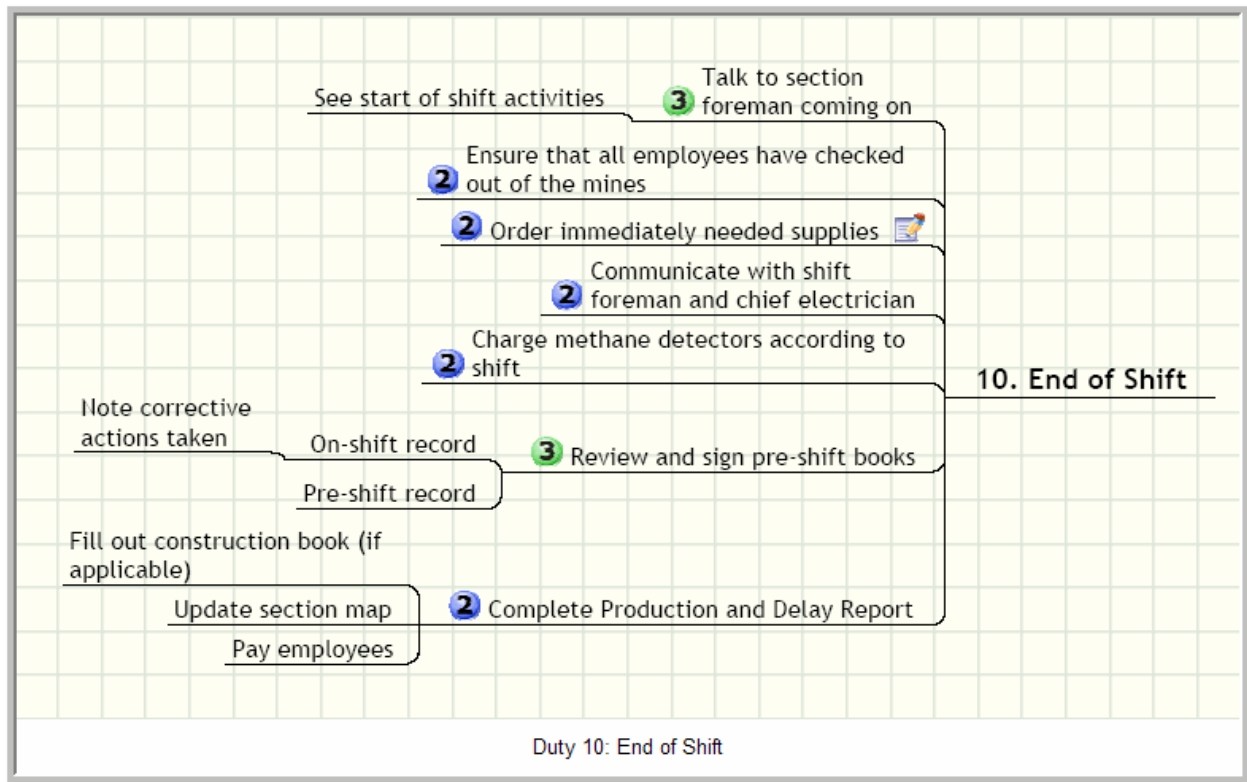 Talk to section
See start of shift activities
3 foreman coming on
Ensure that all employees have checked
2 out of the mines
2 Order immediately needed supplies
Communicate with shift
2 foreman and chief electrician
Charge methane detectors according to
2 shift
10. End of Shift
Note corrective
actions taken
On-shift record
3 Review and sign pre-shift books
Pre-shift record
Fill out construction book (if
applicable)
Update section map
2 Complete Production and Delay Report
Pay employees
Duty 10: End of Shift